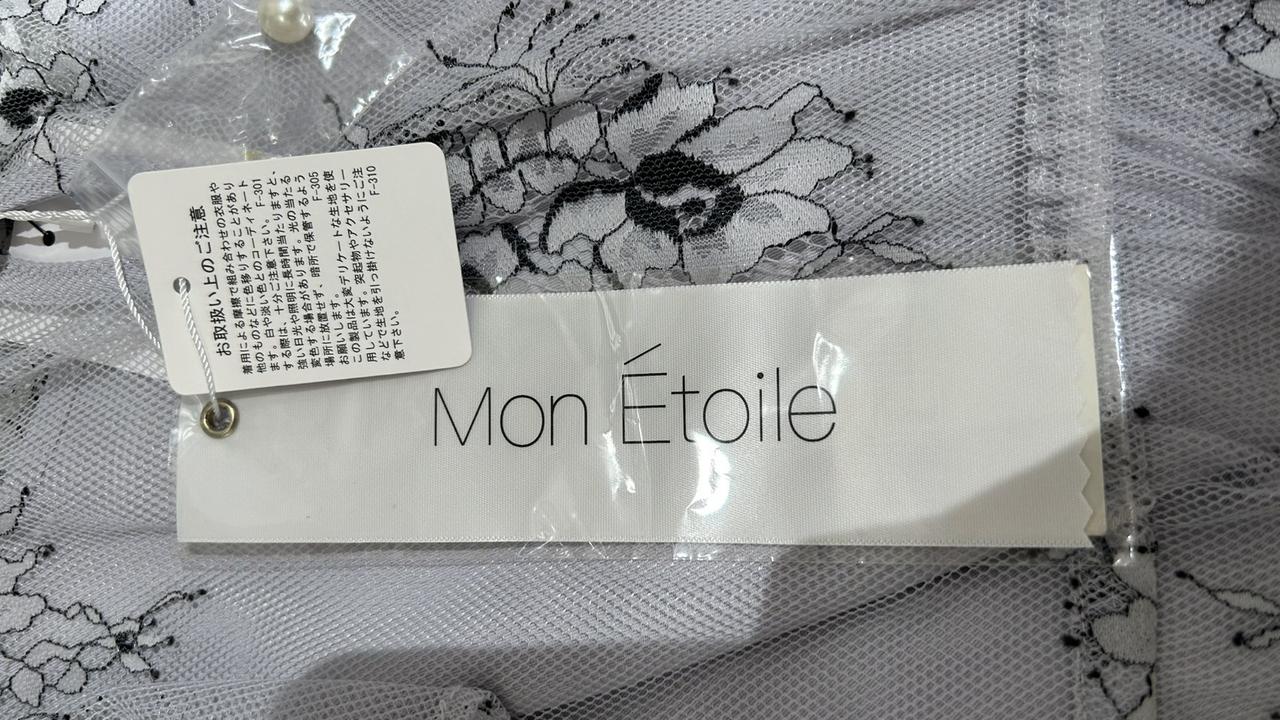 お取扱い上のご注意
着用による摩擦で組み合わせの衣服や
他のものなどに色移りすることがあり
ます。白や淡い色とのコーディネート
する際は、十分ご注意下さい。 F-301
強い日光や照明に長時間当たりますと、
変色する場合があります。光の当たる
場所に放置せず、暗所で保管するよう
お願いします。 F-305
この製品は大変デリケートな生地を使
用しています。突起物やアクセサリー
などで生地を引っ掛けないようにご注
意下さい。 F-310
Mon Étoile